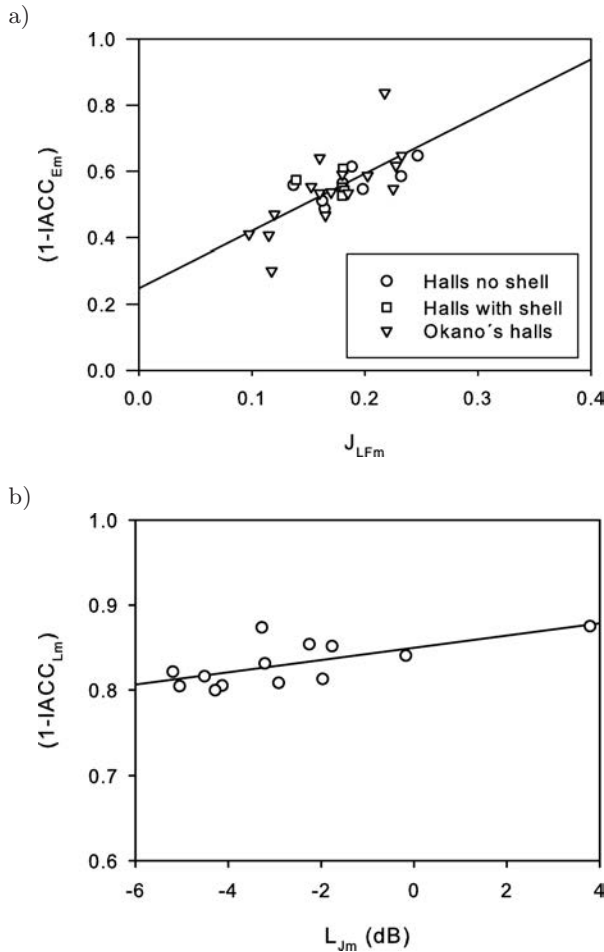 a)
1.0
0.8
0.6
0.4
0.2
0.0
(1-IACC_Em)
Halls no shell
Halls with shell
Okano´s halls
0.0 0.1 0.2 0.3 0.4
J_LFm
b)
1.0
0.9
0.8
0.7
0.6
(1-IACC_Lm)
-6 -4 -2 0 2 4
L_Jm (dB)